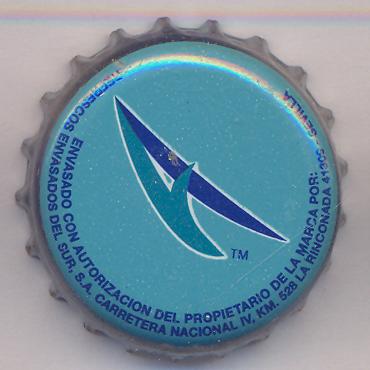 ENVASADO CON AUTORIZACION DEL PROPIETARIO DE LA MARCA POR:
REFRESCOS ENVASADOS DEL SUR, S.A. CARRETERA NACIONAL IV, KM. 528 LA RINCONADA 41309 - SEVILLA
TM